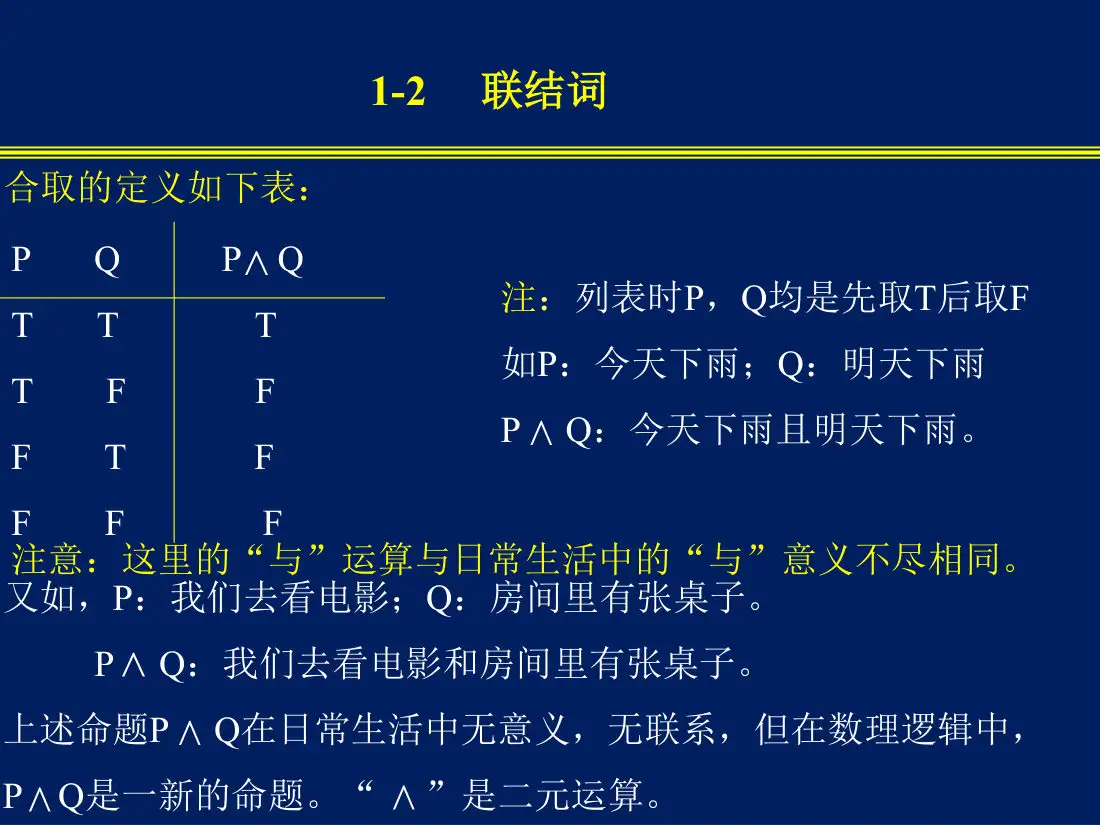 1-2 联结词
合取的定义如下表：
P Q P∧Q
T T T
T F F
F T F
F F F
注：列表时P，Q均是先取T后取F
如P：今天下雨；Q：明天下雨
P∧Q：今天下雨且明天下雨。
注意：这里的“与”运算与日常生活中的“与”意义不尽相同。
又如，P：我们去看电影；Q：房间里有张桌子。
P∧Q：我们去看电影和房间里有张桌子。
上述命题P∧Q在日常生活中无意义，无联系，但在数理逻辑中，
P∧Q是一新的命题。“∧”是二元运算。